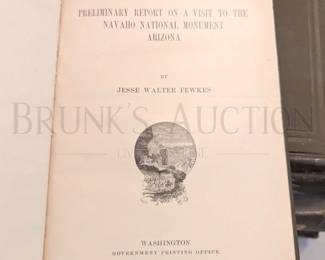 PRELIMINARY REPORT ON A VISIT TO THE
NAVAHO NATIONAL MONUMENT
ARIZONA
BY
JESSE WALTER FEWKES
BRUNK'S AUCTION
WASHINGTON
GOVERNMENT PRINTING OFFICE